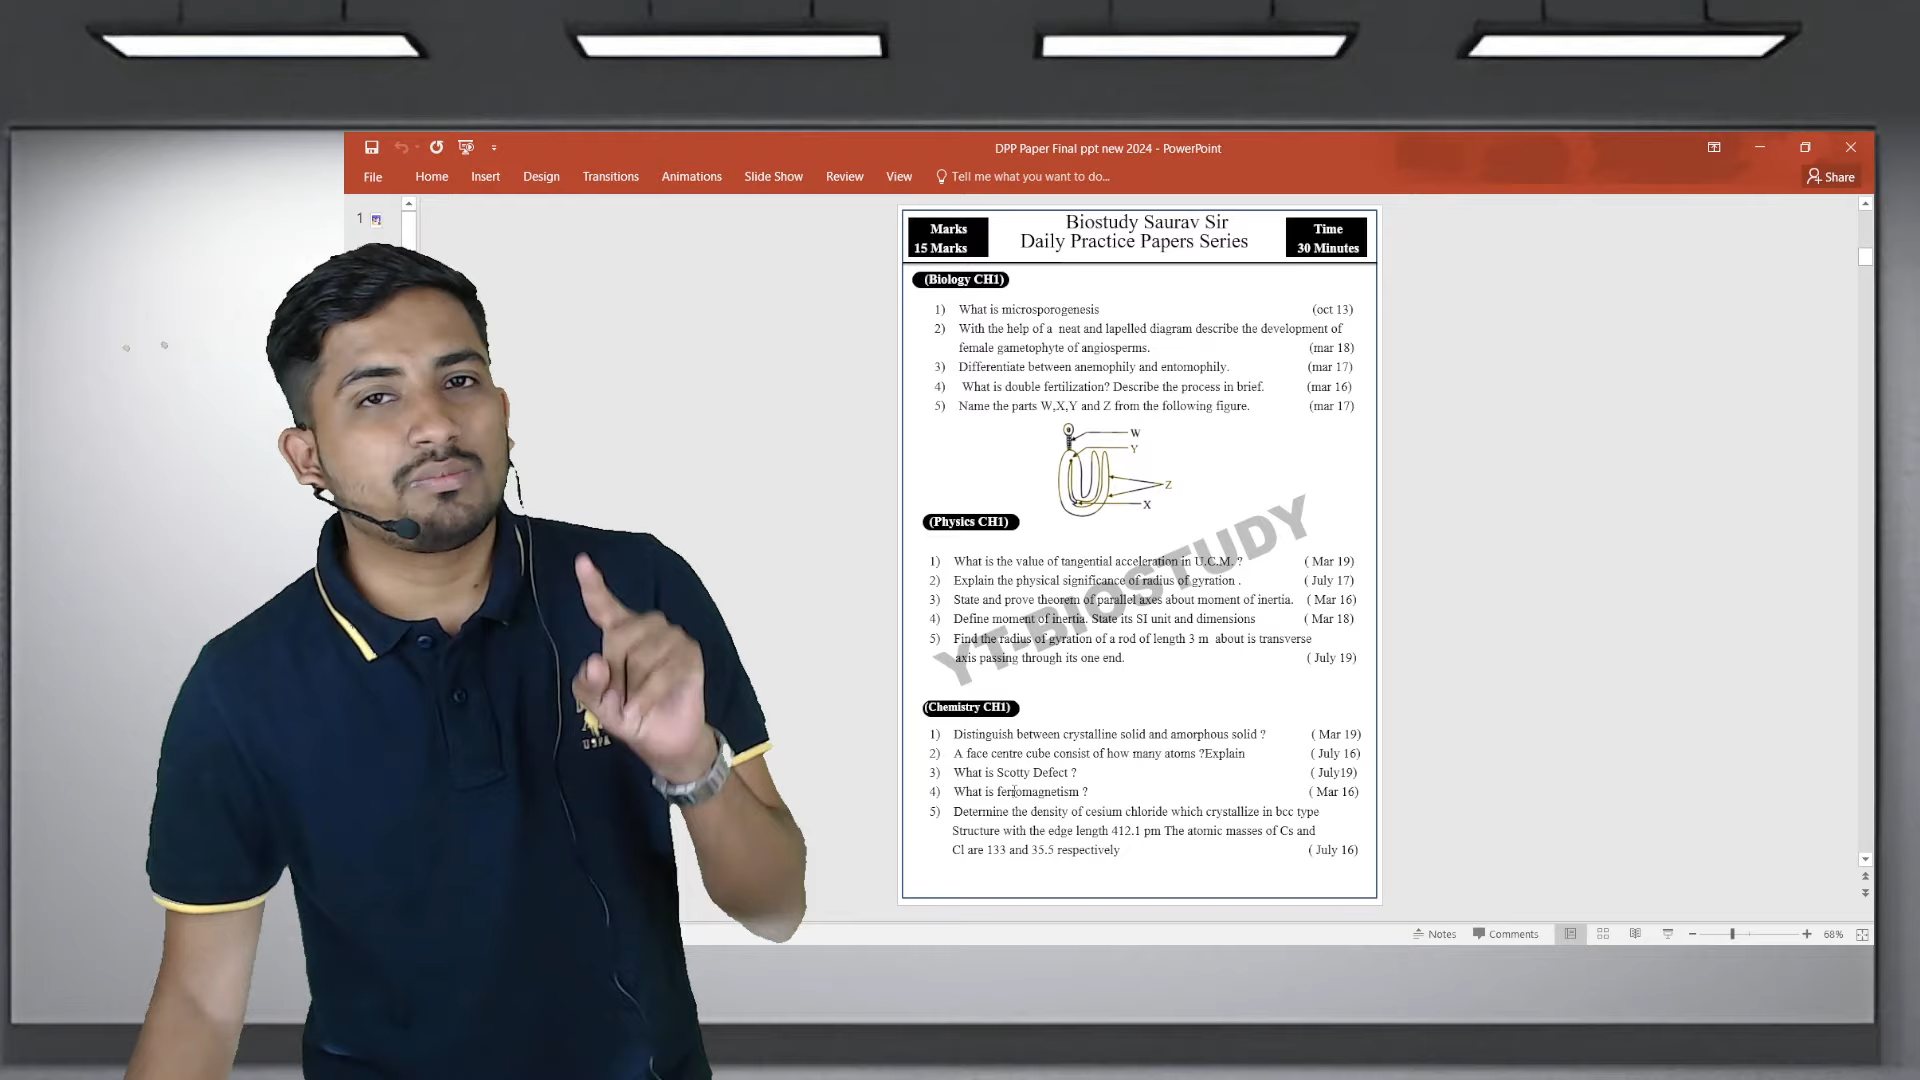 DPP Paper Final ppt new 2024 - PowerPoint
File Home Insert Design Transitions Animations Slide Show Review View Tell me what you want to do... Share
1
Marks
15 Marks
Biostudy Saurav Sir
Daily Practice Papers Series
Time
30 Minutes
(Biology CH1)
1) What is microsporogenesis (oct 13)
2) With the help of a neat and lapelled diagram describe the development of
female gametophyte of angiosperms. (mar 18)
3) Differentiate between anemophily and entomophily. (mar 17)
4) What is double fertilization? Describe the process in brief. (mar 16)
5) Name the parts W,X,Y and Z from the following figure. (mar 17)
W
Y
Z
X
YT-BIOSTUDY
(Physics CH1)
1) What is the value of tangential acceleration in U.C.M. ? ( Mar 19)
2) Explain the physical significance of radius of gyration . ( July 17)
3) State and prove theorem of parallel axes about moment of inertia. ( Mar 16)
4) Define moment of inertia. State its SI unit and dimensions ( Mar 18)
5) Find the radius of gyration of a rod of length 3 m about is transverse
axis passing through its one end. ( July 19)
(Chemistry CH1)
1) Distinguish between crystalline solid and amorphous solid ? ( Mar 19)
2) A face centre cube consist of how many atoms ?Explain ( July 16)
3) What is Scotty Defect ? ( July19)
4) What is ferromagnetism ? ( Mar 16)
5) Determine the density of cesium chloride which crystallize in bcc type
Structure with the edge length 412.1 pm The atomic masses of Cs and
Cl are 133 and 35.5 respectively ( July 16)
Notes Comments 68%